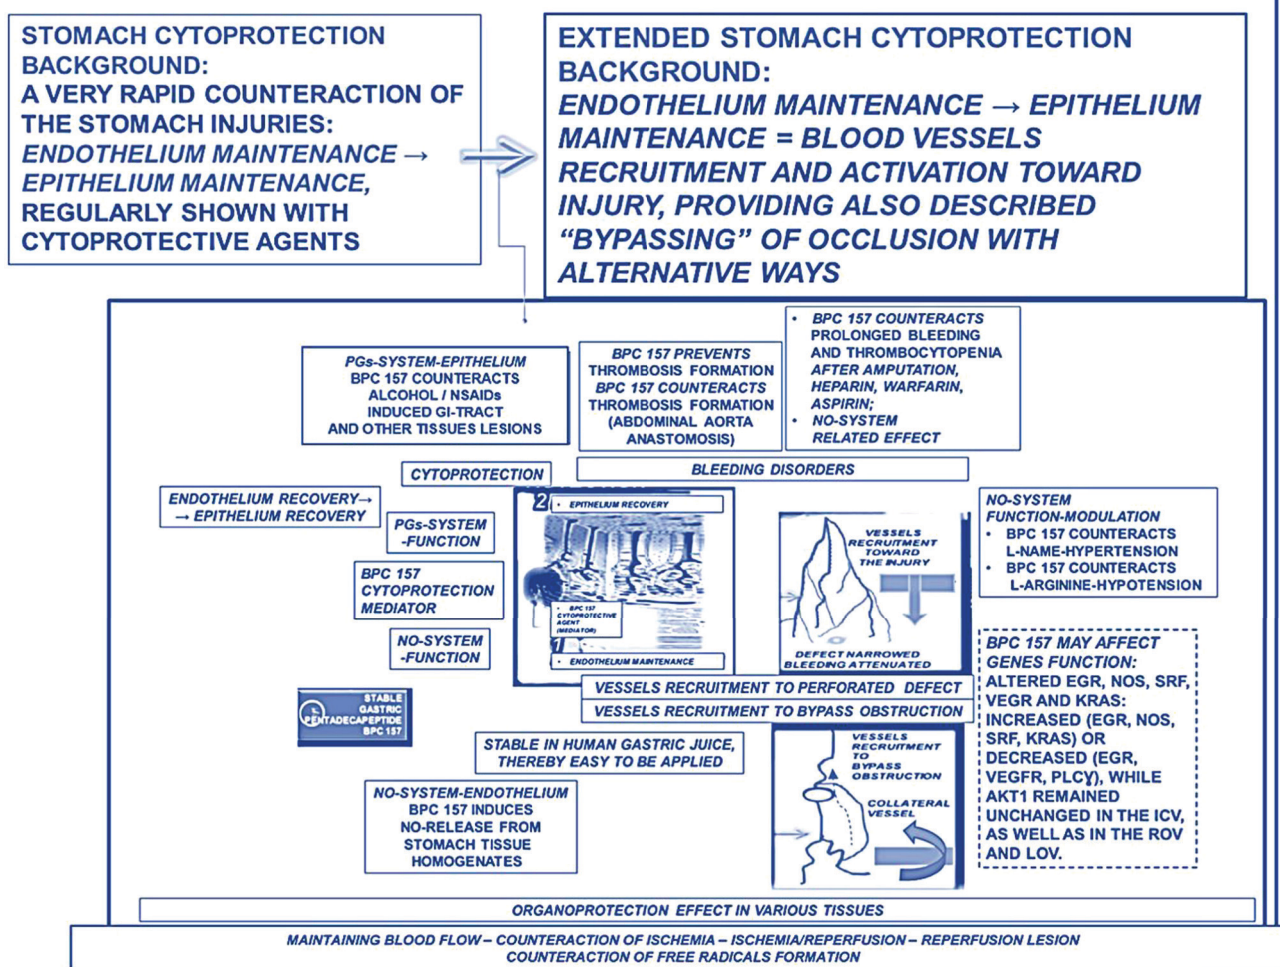 STOMACH CYTOPROTECTION
BACKGROUND:
A VERY RAPID COUNTERACTION OF
THE STOMACH INJURIES:
ENDOTHELIUM MAINTENANCE →
EPITHELIUM MAINTENANCE,
REGULARLY SHOWN WITH
CYTOPROTECTIVE AGENTS
EXTENDED STOMACH CYTOPROTECTION
BACKGROUND:
ENDOTHELIUM MAINTENANCE → EPITHELIUM
MAINTENANCE = BLOOD VESSELS
RECRUITMENT AND ACTIVATION TOWARD
INJURY, PROVIDING ALSO DESCRIBED
“BYPASSING” OF OCCLUSION WITH
ALTERNATIVE WAYS
PGs-SYSTEM-EPITHELIUM
BPC 157 COUNTERACTS
ALCOHOL / NSAIDs
INDUCED GI-TRACT
AND OTHER TISSUES LESIONS
BPC 157 PREVENTS
THROMBOSIS FORMATION
BPC 157 COUNTERACTS
THROMBOSIS FORMATION
(ABDOMINAL AORTA
ANASTOMOSIS)
• BPC 157 COUNTERACTS
PROLONGED BLEEDING
AND THROMBOCYTOPENIA
AFTER AMPUTATION,
HEPARIN, WARFARIN,
ASPIRIN;
• NO-SYSTEM
RELATED EFFECT
CYTOPROTECTION
BLEEDING DISORDERS
ENDOTHELIUM RECOVERY→
→ EPITHELIUM RECOVERY
PGs-SYSTEM
-FUNCTION
BPC 157
CYTOPROTECTION
MEDIATOR
NO-SYSTEM
-FUNCTION
2
• EPITHELIUM RECOVERY
• BPC 157
CYTOPROTECTIVE
AGENT
(MEDIATOR)
1
• ENDOTHELIUM MAINTENANCE
VESSELS
RECRUITMENT
TOWARD
THE INJURY
DEFECT NARROWED
BLEEDING ATTENUATED
NO-SYSTEM
FUNCTION-MODULATION
• BPC 157 COUNTERACTS
L-NAME-HYPERTENSION
• BPC 157 COUNTERACTS
L-ARGININE-HYPOTENSION
VESSELS RECRUITMENT TO PERFORATED DEFECT
VESSELS RECRUITMENT TO BYPASS OBSTRUCTION
STABLE
GASTRIC
PENTADECAPEPTIDE
BPC 157
STABLE IN HUMAN GASTRIC JUICE,
THEREBY EASY TO BE APPLIED
NO-SYSTEM-ENDOTHELIUM
BPC 157 INDUCES
NO-RELEASE FROM
STOMACH TISSUE
HOMOGENATES
VESSELS
RECRUITMENT
TO
BYPASS
OBSTRUCTION
COLLATERAL
VESSEL
BPC 157 MAY AFFECT
GENES FUNCTION:
ALTERED EGR, NOS, SRF,
VEGR AND KRAS:
INCREASED (EGR, NOS,
SRF, KRAS) OR
DECREASED (EGR,
VEGFR, PLCɣ), WHILE
AKT1 REMAINED
UNCHANGED IN THE ICV,
AS WELL AS IN THE ROV
AND LOV.
ORGANOPROTECTION EFFECT IN VARIOUS TISSUES
MAINTAINING BLOOD FLOW – COUNTERACTION OF ISCHEMIA – ISCHEMIA/REPERFUSION – REPERFUSION LESION
COUNTERACTION OF FREE RADICALS FORMATION